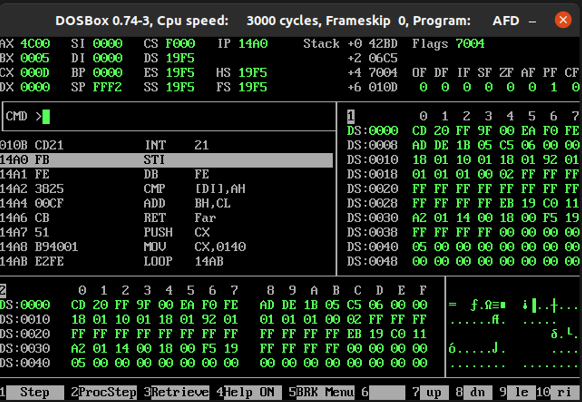 DOSBox 0.74-3, Cpu speed: 3000 cycles, Frameskip 0, Program: AFD
AX 4C00 SI 0000 CS F000 IP 14A0 Stack +0 42BD Flags 7004
BX 0005 DI 0000 DS 19F5 +2 06C5
CX 000D BP 0000 ES 19F5 HS 19F5 +4 7004 OF DF IF SF ZF AF PF CF
DX 0000 SP FFF2 SS 19F5 FS 19F5 +6 010D 0 0 0 0 0 0 1 0
CMD >
1 0 1 2 3 4 5 6 7
DS:0000 CD 20 FF 9F 00 EA F0 FE
010B CD21 INT 21 DS:0008 AD DE 1B 05 C5 06 00 00
14A0 FB STI DS:0010 18 01 10 01 18 01 92 01
14A1 FE DB FE DS:0018 01 01 01 00 02 FF FF FF
14A2 3825 CMP [DI],AH DS:0020 FF FF FF FF FF FF FF FF
14A4 00CF ADD BH,CL DS:0028 FF FF FF FF EB 19 C0 11
14A6 CB RET Far DS:0030 A2 01 14 00 18 00 F5 19
14A7 51 PUSH CX DS:0038 FF FF FF FF 00 00 00 00
14A8 B94001 MOV CX,0140 DS:0040 05 00 00 00 00 00 00 00
14AB E2FE LOOP 14AB DS:0048 00 00 00 00 00 00 00 00
2 0 1 2 3 4 5 6 7 8 9 A B C D E F
DS:0000 CD 20 FF 9F 00 EA F0 FE AD DE 1B 05 C5 06 00 00
DS:0010 18 01 10 01 18 01 92 01 01 01 01 00 02 FF FF FF
DS:0020 FF FF FF FF FF FF FF FF FF FF FF FF EB 19 C0 11
DS:0030 A2 01 14 00 18 00 F5 19 FF FF FF FF 00 00 00 00
DS:0040 05 00 00 00 00 00 00 00 00 00 00 00 00 00 00 00
1 Step 2 ProcStep 3 Retrieve 4 Help ON 5 BRK Menu 6 7 up 8 dn 9 le 10 ri